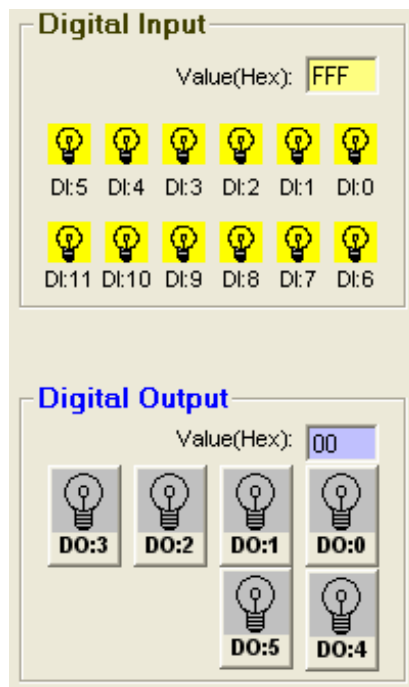 Digital Input
Value(Hex): FFF
DI:5 DI:4 DI:3 DI:2 DI:1 DI:0
DI:11 DI:10 DI:9 DI:8 DI:7 DI:6
Digital Output
Value(Hex): 00
DO:3 DO:2 DO:1 DO:0
DO:5 DO:4